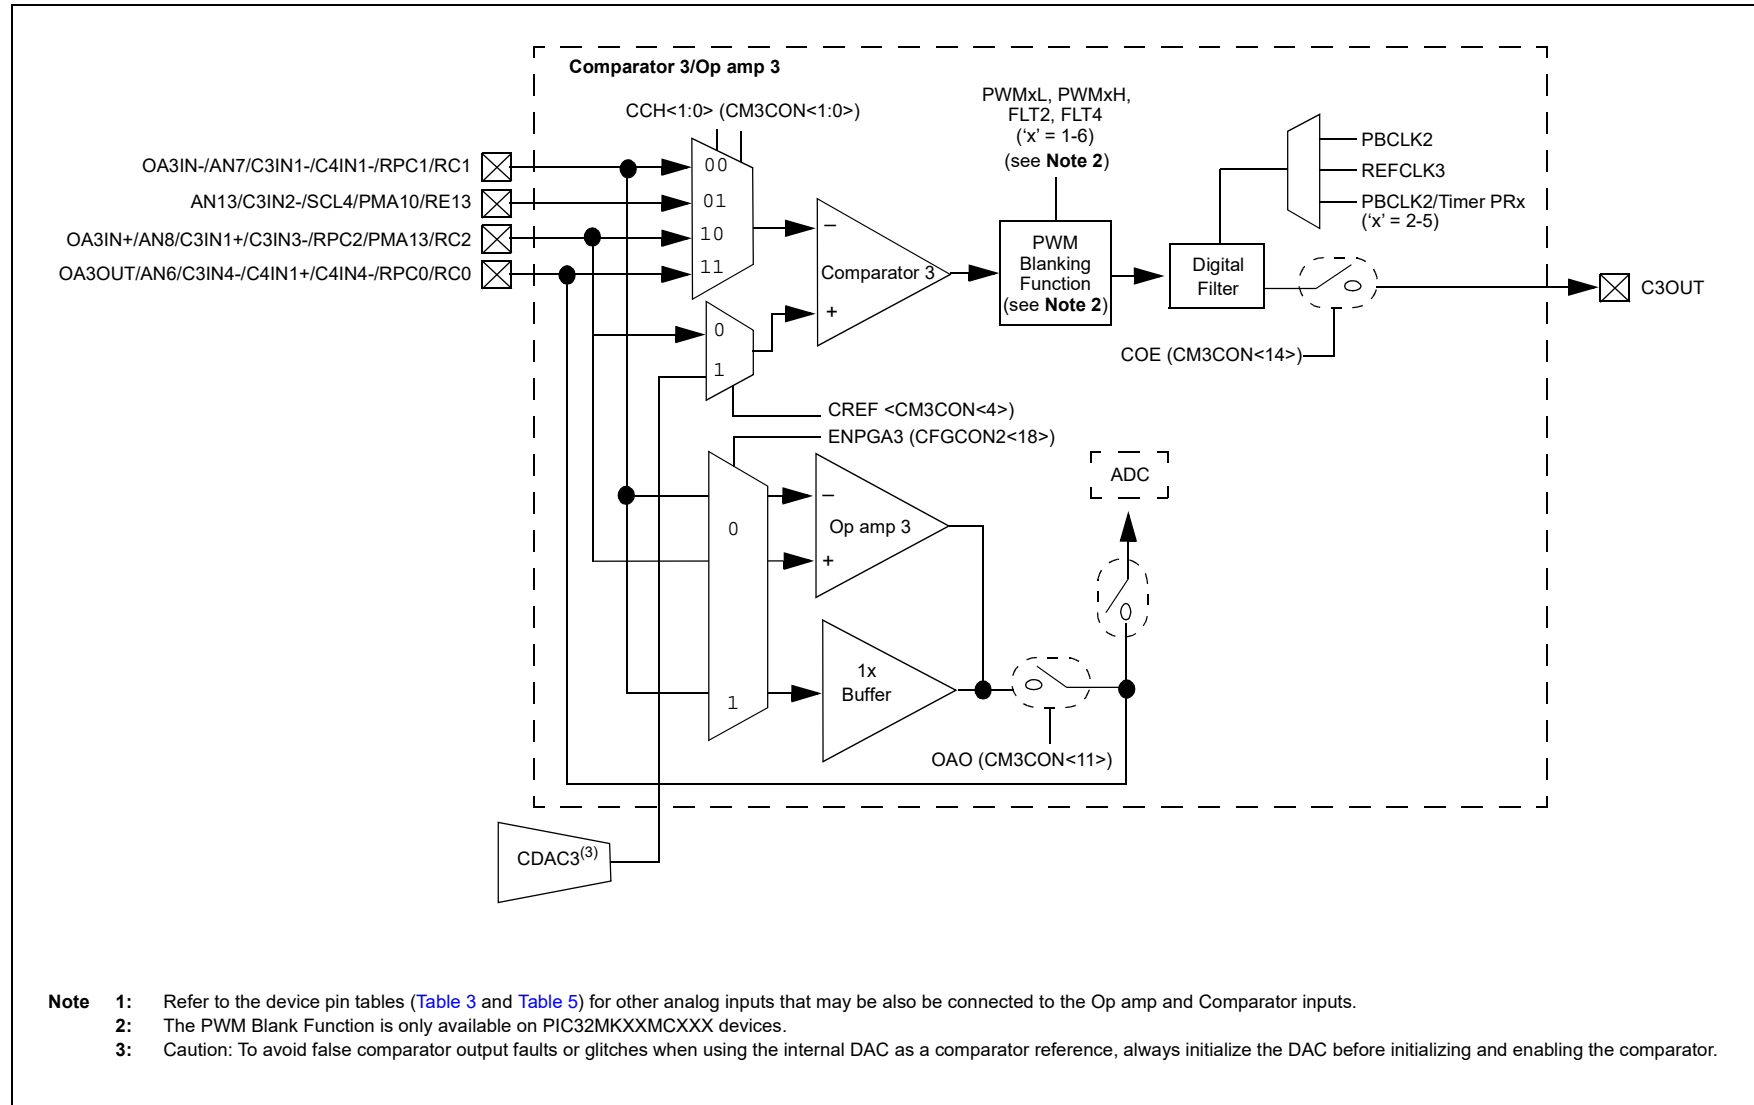 Comparator 3/Op amp 3
CCH<1:0> (CM3CON<1:0>)
PWMxL, PWMxH,
FLT2, FLT4
(‘x’ = 1-6)
(see Note 2)
PBCLK2
REFCLK3
PBCLK2/Timer PRx
(‘x’ = 2-5)
OA3IN-/AN7/C3IN1-/C4IN1-/RPC1/RC1
AN13/C3IN2-/SCL4/PMA10/RE13
OA3IN+/AN8/C3IN1+/C3IN3-/RPC2/PMA13/RC2
OA3OUT/AN6/C3IN4-/C4IN1+/C4IN4-/RPC0/RC0
00
01
10
11
–
Comparator 3
+
PWM
Blanking
Function
(see Note 2)
Digital
Filter
C3OUT
COE (CM3CON<14>)
0
1
CREF <CM3CON<4>)
ENPGA3 (CFGCON2<18>)
ADC
0
1
–
Op amp 3
+
1x
Buffer
OAO (CM3CON<11>)
CDAC3(3)
Note 1: Refer to the device pin tables (Table 3 and Table 5) for other analog inputs that may be also be connected to the Op amp and Comparator inputs.
2: The PWM Blank Function is only available on PIC32MKXXMCXXX devices.
3: Caution: To avoid false comparator output faults or glitches when using the internal DAC as a comparator reference, always initialize the DAC before initializing and enabling the comparator.